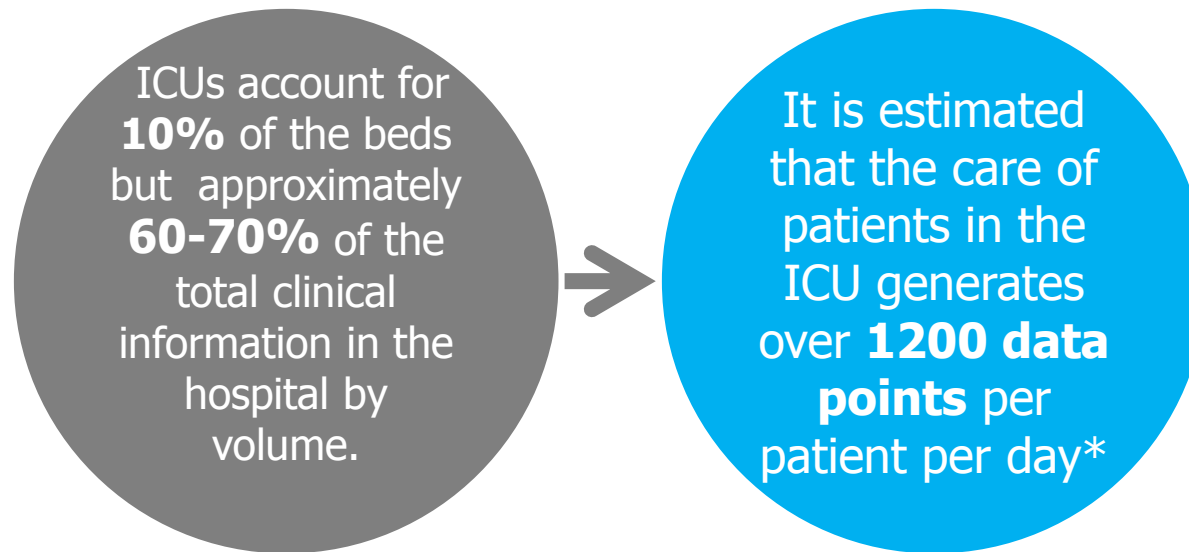 ICUs account for
10% of the beds
but approximately
60-70% of the
total clinical
information in the
hospital by
volume.
It is estimated
that the care of
patients in the
ICU generates
over 1200 data
points per
patient per day*